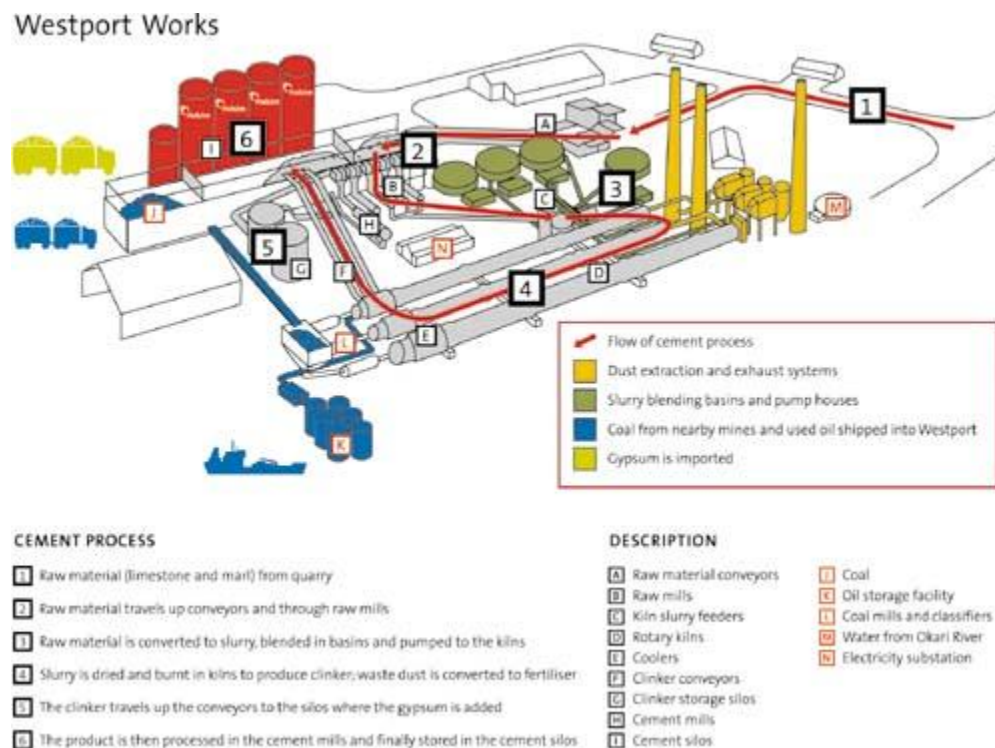 Westport Works
1
A
6
2
I
B
3
C
J
H
M
5
N
G
F
D
4
E
L
K
Flow of cement process
Dust extraction and exhaust systems
Slurry blending basins and pump houses
Coal from nearby mines and used oil shipped into Westport
Gypsum is imported
CEMENT PROCESS
1 Raw material (limestone and marl) from quarry
2 Raw material travels up conveyors and through raw mills
3 Raw material is converted to slurry, blended in basins and pumped to the kilns
4 Slurry is dried and burnt in kilns to produce clinker; waste dust is converted to fertiliser
5 The clinker travels up the conveyors to the silos where the gypsum is added
6 The product is then processed in the cement mills and finally stored in the cement silos
DESCRIPTION
A Raw material conveyors
B Raw mills
C Kiln slurry feeders
D Rotary kilns
E Coolers
F Clinker conveyors
G Clinker storage silos
H Cement mills
I Cement silos
J Coal
K Oil storage facility
L Coal mills and classifiers
M Water from Okari River
N Electricity substation